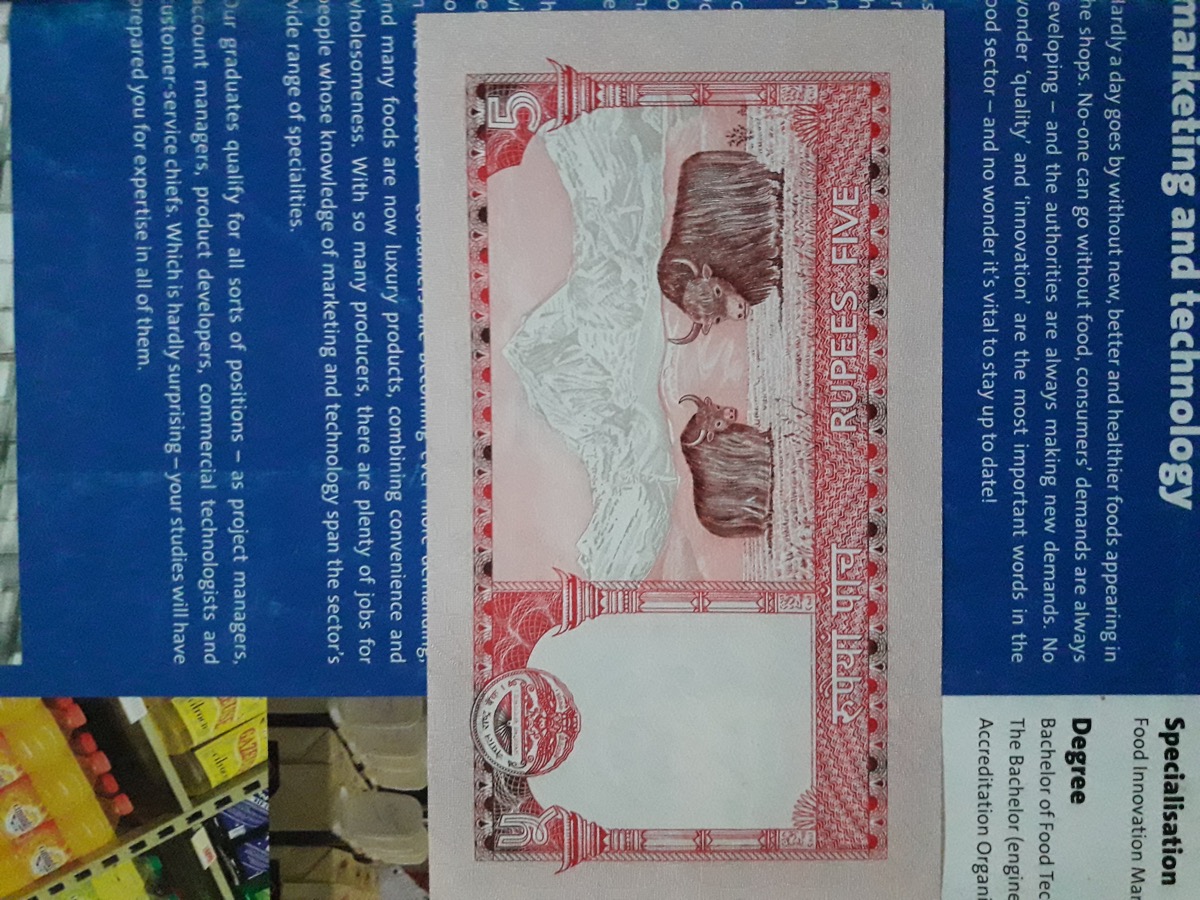 ५
नेपाल राष्ट्र बैंक
5
रुपैयाँ पाँच
RUPEES FIVE
marketing and technology
Hardly a day goes by without new, better and healthier foods appearing in
he shops. No-one can go without food, consumers' demands are always
eveloping – and the authorities are always making new demands. No
wonder 'quality' and 'innovation' are the most important words in the
ood sector – and no wonder it's vital to stay up to date!
the food sector – consumers are becoming ever more demanding,
nd many foods are now luxury products, combining convenience and
wholesomeness. With so many producers, there are plenty of jobs for
people whose knowledge of marketing and technology span the sector's
wide range of specialities.
Our graduates qualify for all sorts of positions – as project managers,
account managers, product developers, commercial technologists and
customer-service chiefs. Which is hardly surprising – your studies will have
prepared you for expertise in all of them.
Specialisation
Food Innovation Mar
Degree
Bachelor of Food Tec
The Bachelor (engine
Accreditation Organi